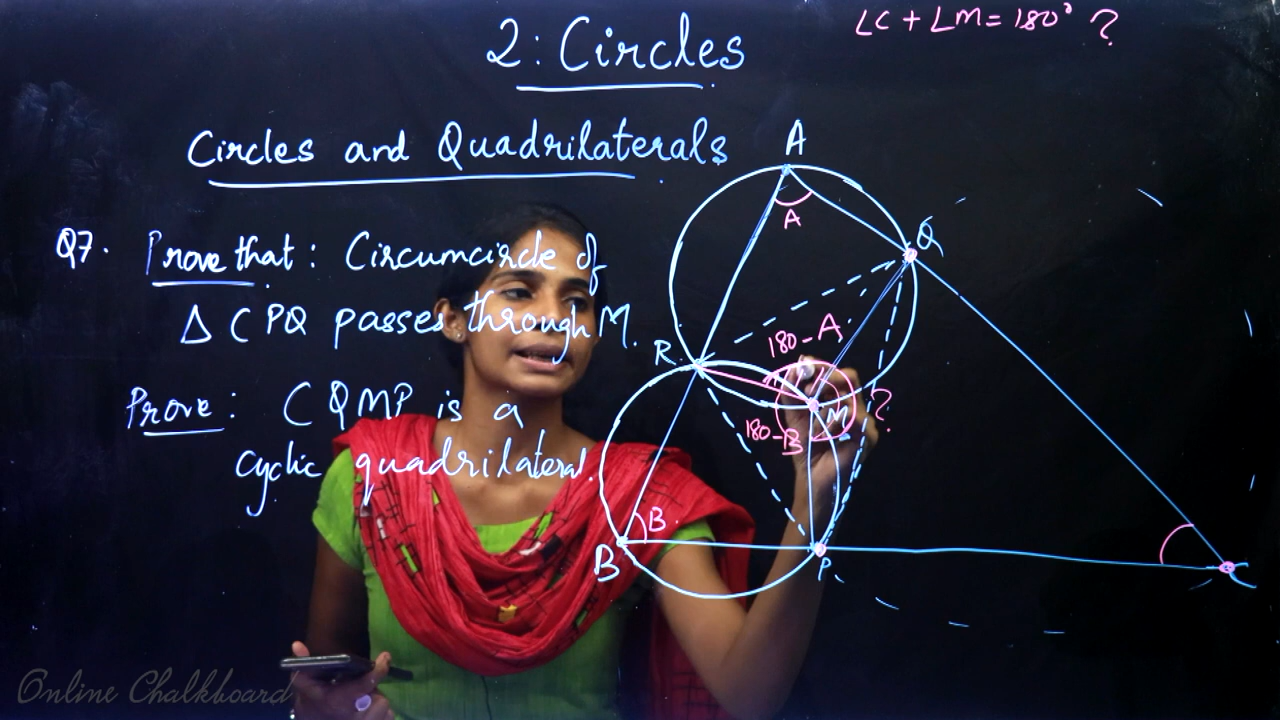 ∠C + ∠M = 180° ?
2: Circles
Circles and Quadrilaterals
Q7. Prove that : Circumcircle of
Δ CPQ passes through M.
Prove : CQMP is a
cyclic quadrilateral.
A
A
Q
R
180-A
M
?
180-B
B
B
P
C
Online Chalkboard